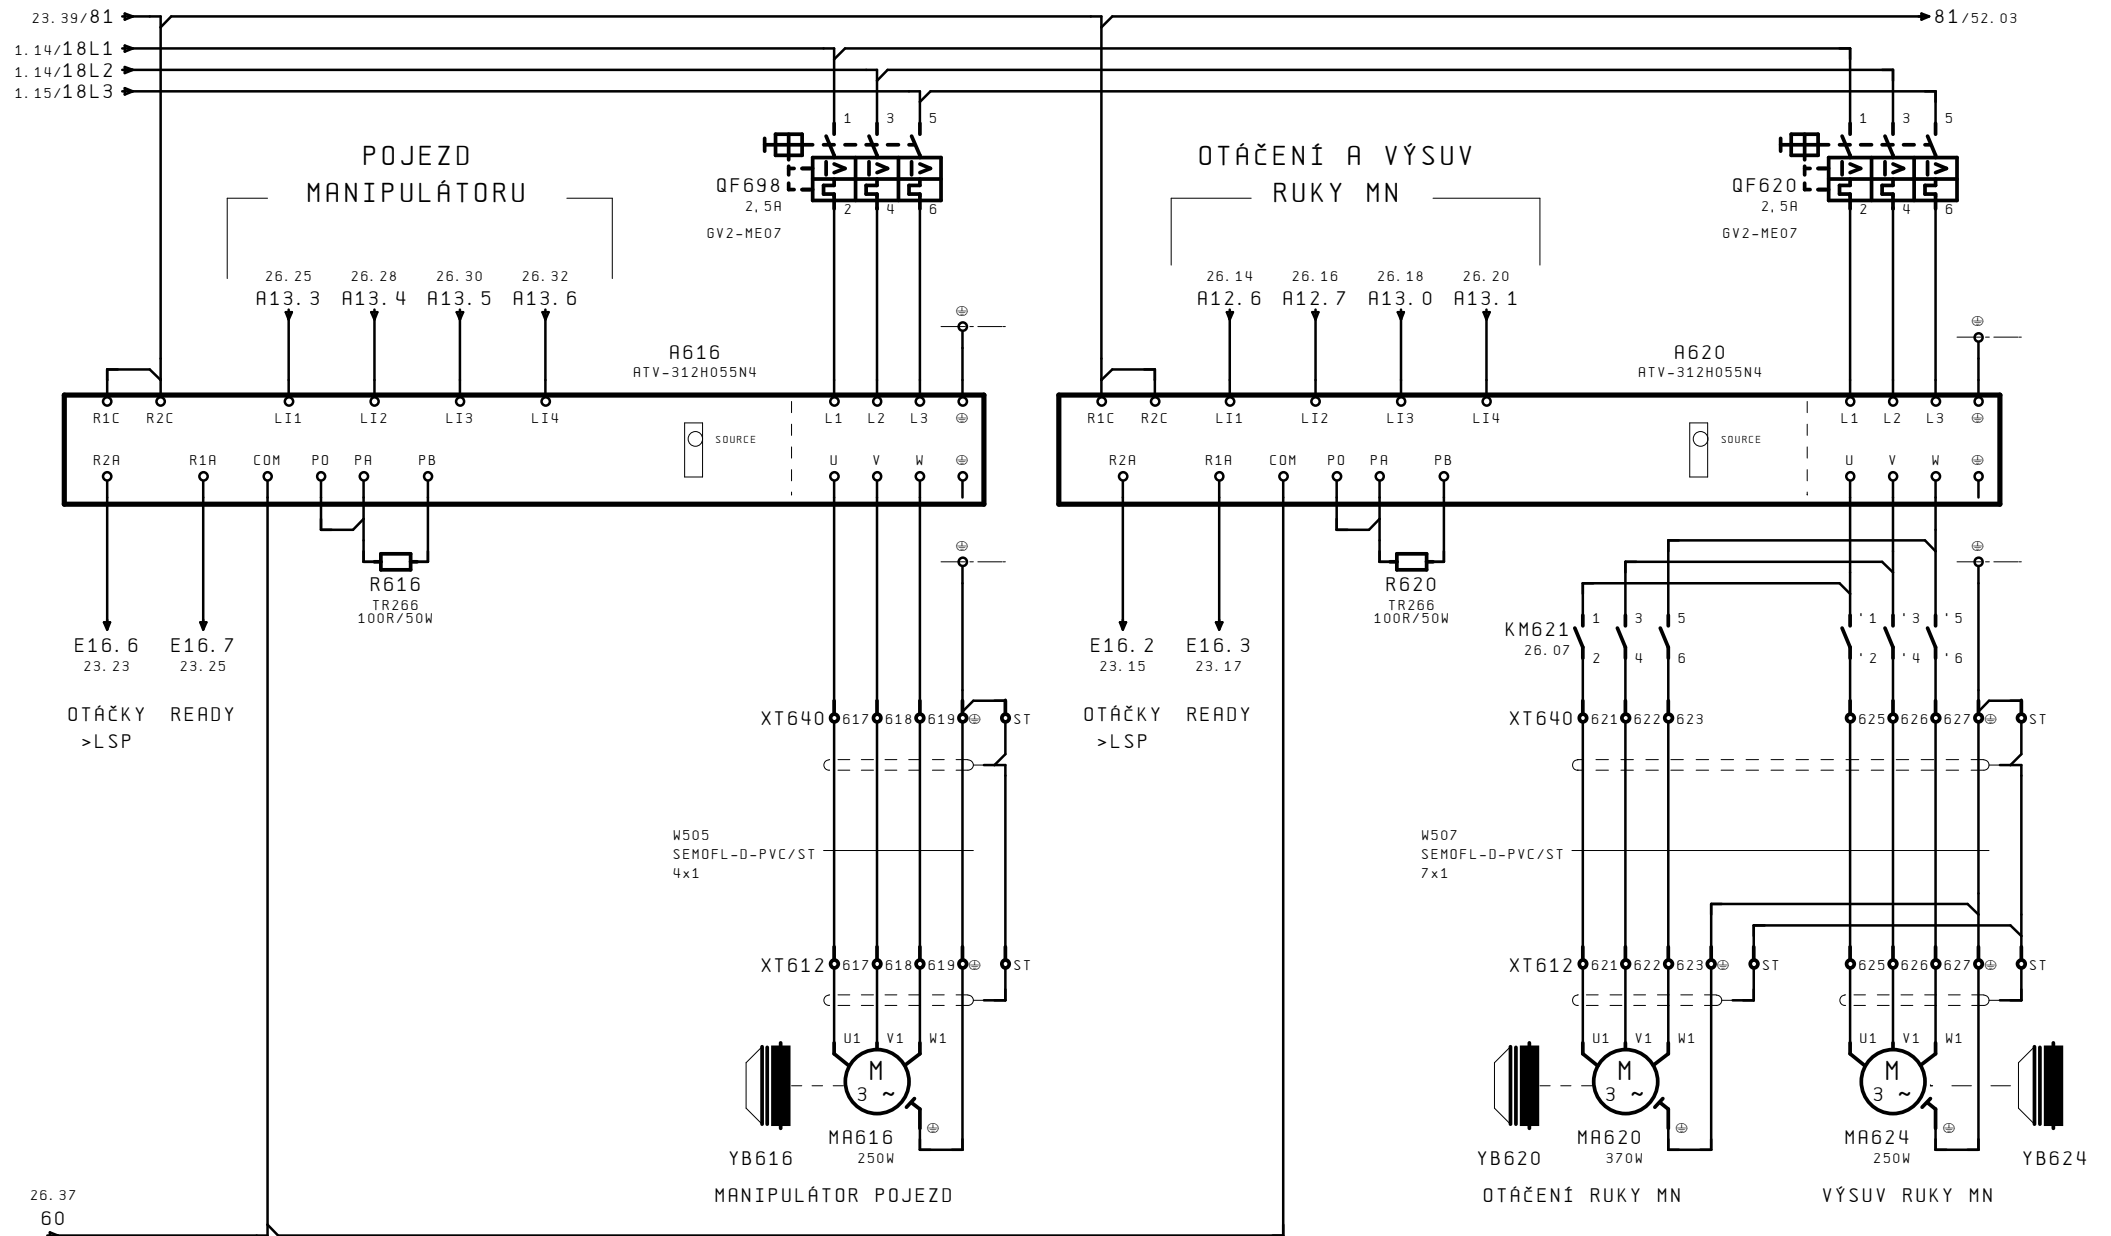 23.39/81
81/52.03
1.14/18L1
1.14/18L2
1.15/18L3
1 3 5
1 3 5
POJEZD
MANIPULÁTORU
QF698
2,5A
GV2-ME07
2 4 6
OTÁČENÍ A VÝSUV
RUKY MN
QF620
2,5A
GV2-ME07
2 4 6
26.25 26.28 26.30 26.32
A13.3 A13.4 A13.5 A13.6
26.14 26.16 26.18 26.20
A12.6 A12.7 A13.0 A13.1
A616
ATV-312H055N4
A620
ATV-312H055N4
R1C R2C LI1 LI2 LI3 LI4 L1 L2 L3
SOURCE
R2A R1A COM PO PA PB U V W
R1C R2C LI1 LI2 LI3 LI4 L1 L2 L3
SOURCE
R2A R1A COM PO PA PB U V W
R616
TR266
100R/50W
R620
TR266
100R/50W
E16.6 E16.7
23.23 23.25
OTÁČKY READY
>LSP
E16.2 E16.3
23.15 23.17
OTÁČKY READY
>LSP
KM621
26.07
1 3 5 '1 '3 '5
2 4 6 '2 '4 '6
XT640 617 618 619 ST
XT640 621 622 623 625 626 627 ST
W505
SEMOFL-D-PVC/ST
4x1
W507
SEMOFL-D-PVC/ST
7x1
XT612 617 618 619 ST
XT612 621 622 623 ST 625 626 627 ST
U1 V1 W1
M
3 ~
U1 V1 W1
M
3 ~
U1 V1 W1
M
3 ~
YB616
MA616
250W
MANIPULÁTOR POJEZD
YB620
MA620
370W
OTÁČENÍ RUKY MN
MA624
250W
YB624
VÝSUV RUKY MN
26.37
60